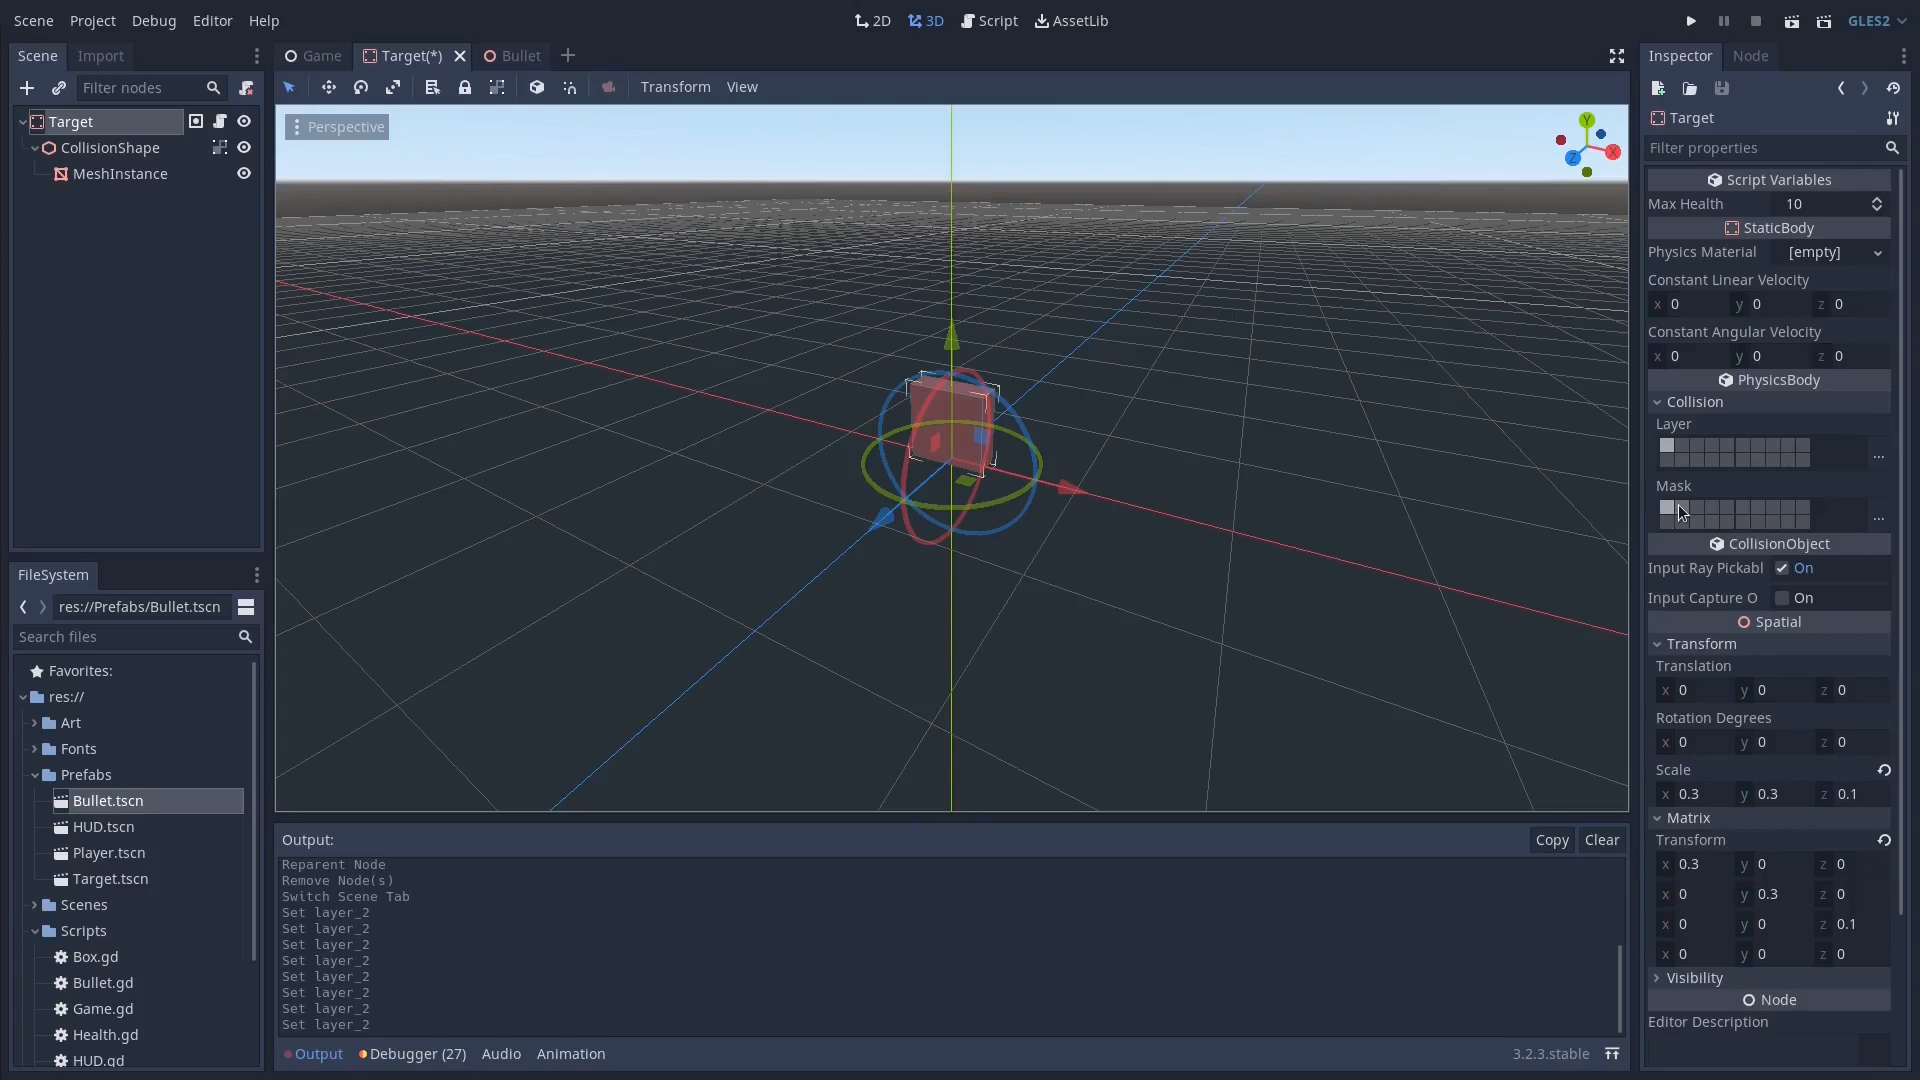 Scene Project Debug Editor Help
2D 3D Script AssetLib
GLES2
Scene Import
Filter nodes
Target
CollisionShape
MeshInstance
FileSystem
res://Prefabs/Bullet.tscn
Search files
Favorites:
res://
Art
Fonts
Prefabs
Bullet.tscn
HUD.tscn
Player.tscn
Target.tscn
Scenes
Scripts
Box.gd
Bullet.gd
Game.gd
Health.gd
HUD.gd
Game Target(*) Bullet
Transform View
Perspective
Y
X
Z
Output:
Copy Clear
Reparent Node
Remove Node(s)
Switch Scene Tab
Set layer_2
Set layer_2
Set layer_2
Set layer_2
Set layer_2
Set layer_2
Set layer_2
Set layer_2
Output Debugger (27) Audio Animation
3.2.3.stable
Inspector Node
Target
Filter properties
Script Variables
Max Health 10
StaticBody
Physics Material [empty]
Constant Linear Velocity
x 0 y 0 z 0
Constant Angular Velocity
x 0 y 0 z 0
PhysicsBody
Collision
Layer
...
Mask
...
CollisionObject
Input Ray Pickabl On
Input Capture O On
Spatial
Transform
Translation
x 0 y 0 z 0
Rotation Degrees
x 0 y 0 z 0
Scale
x 0.3 y 0.3 z 0.1
Matrix
Transform
x 0.3 y 0 z 0
x 0 y 0.3 z 0
x 0 y 0 z 0.1
x 0 y 0 z 0
Visibility
Node
Editor Description